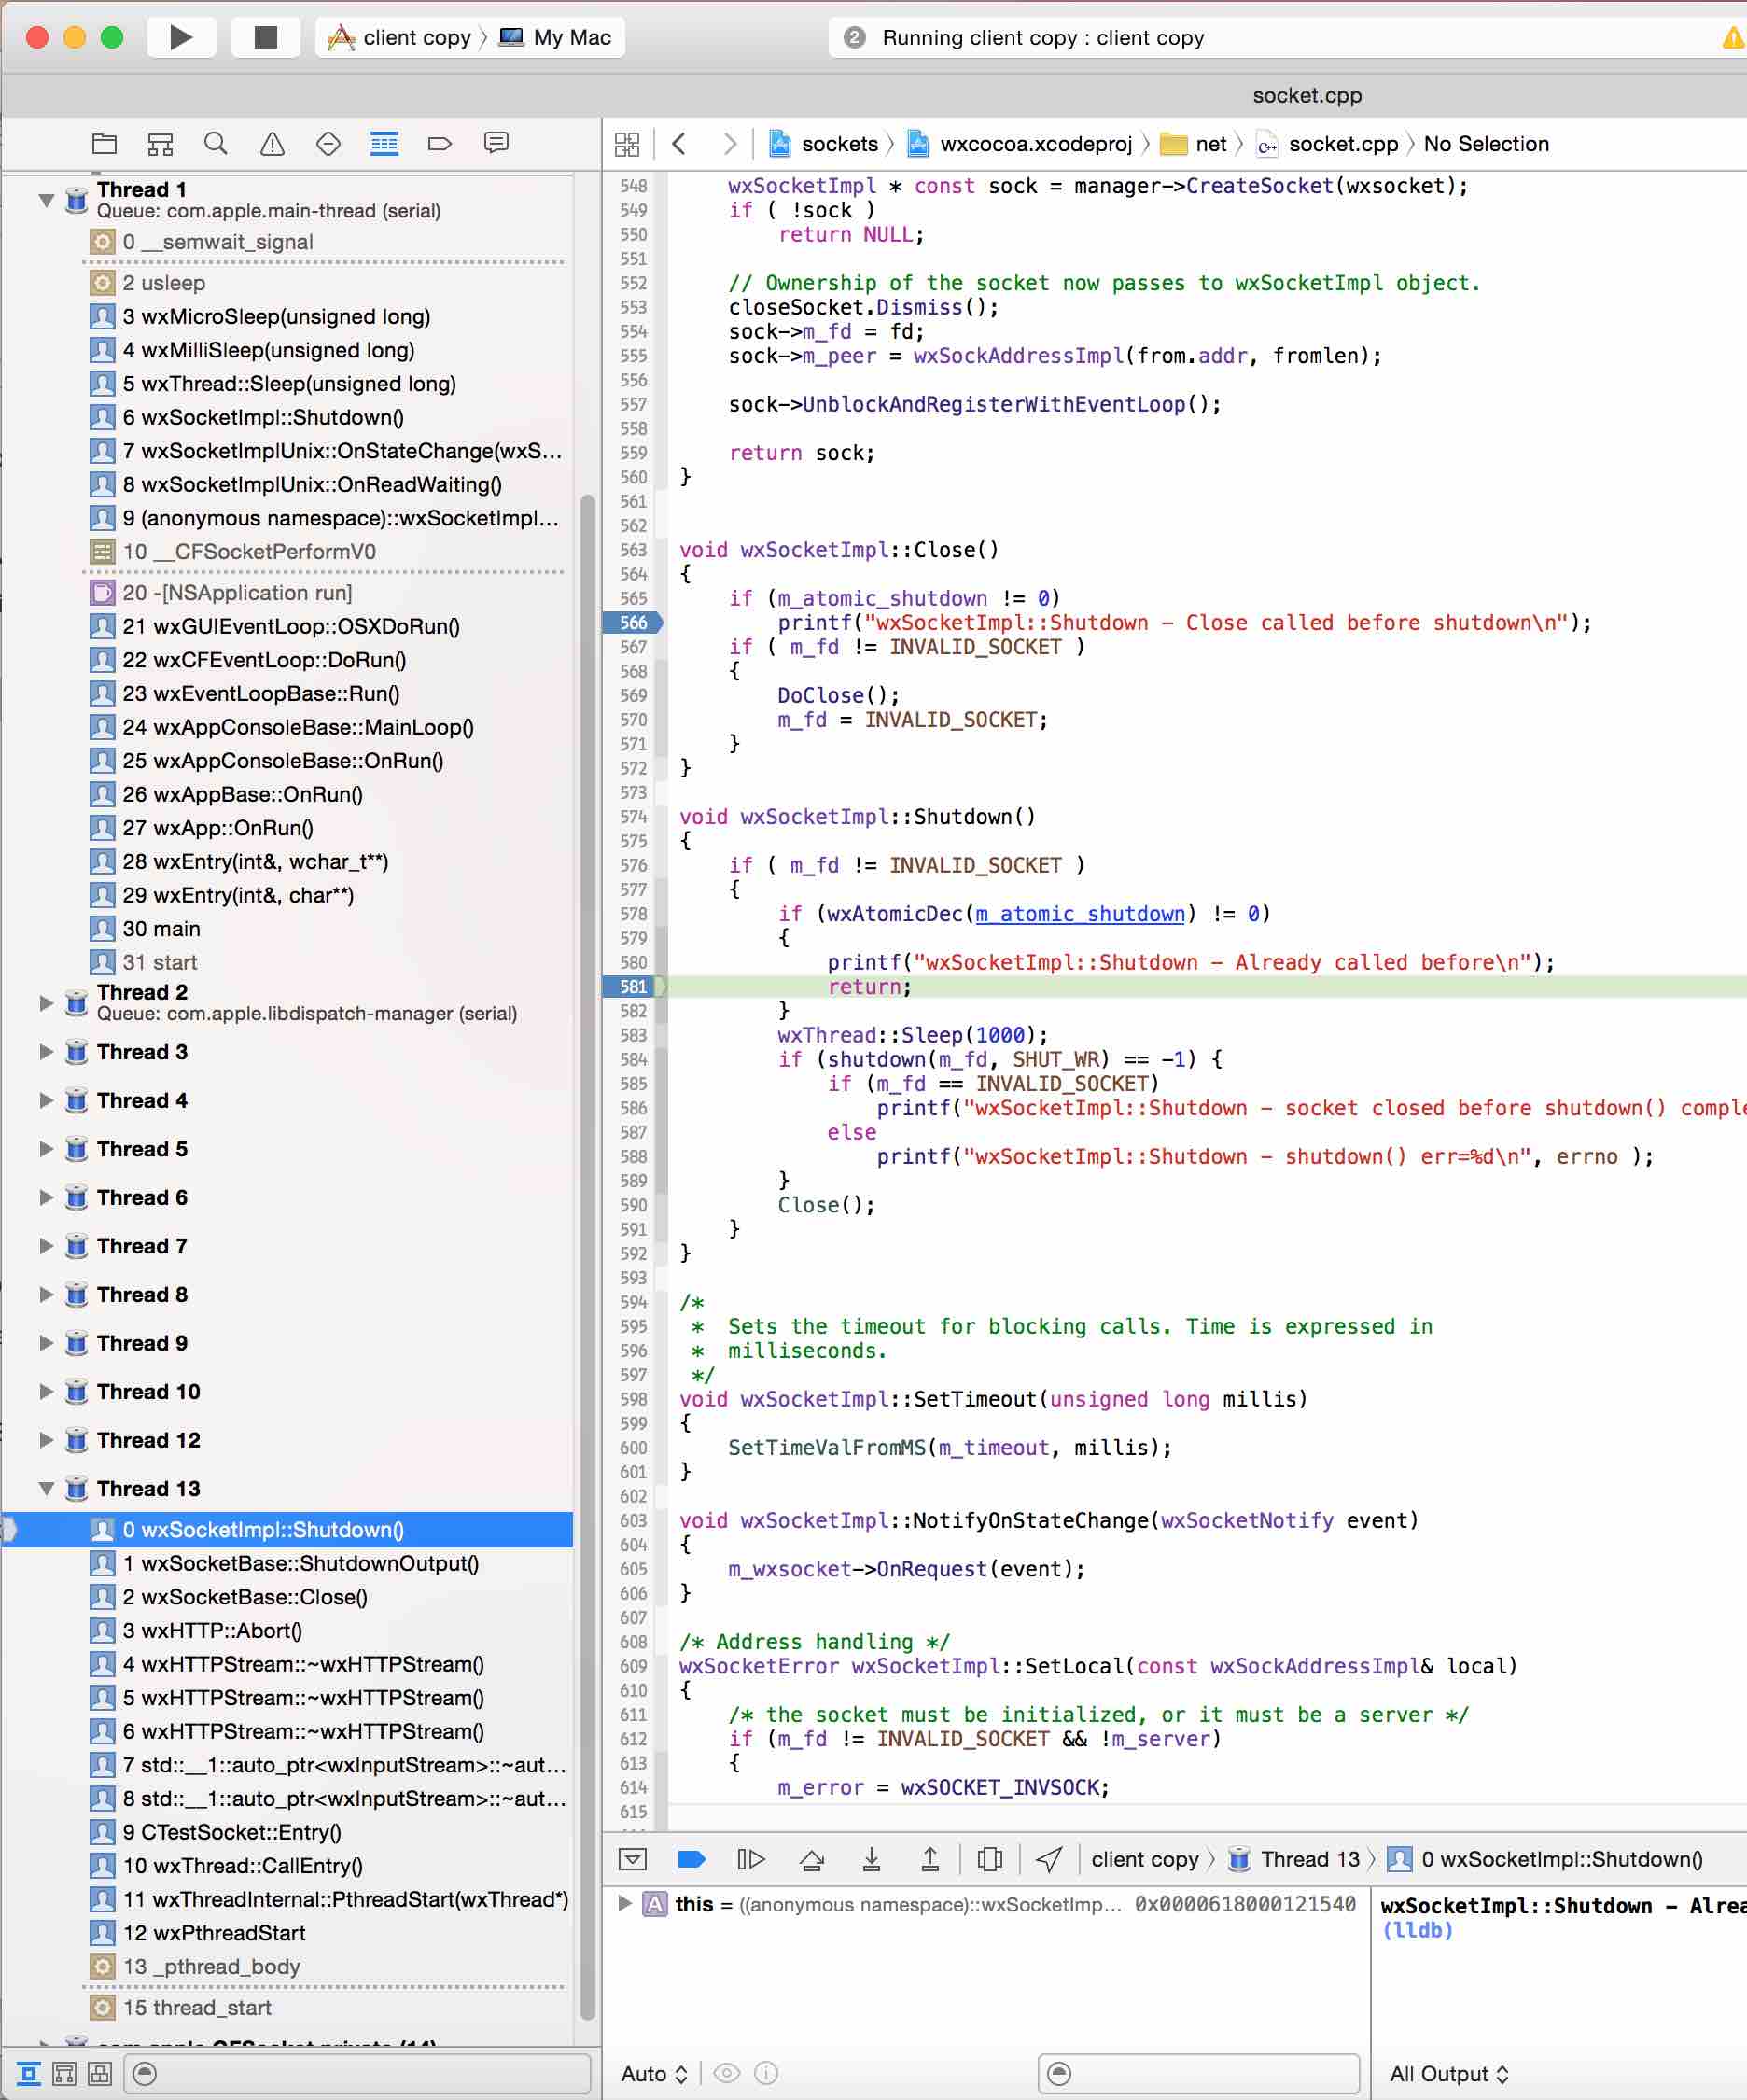 client copy 〉 My Mac
2 Running client copy : client copy
socket.cpp
sockets 〉 wxcocoa.xcodeproj 〉 net 〉 socket.cpp 〉 No Selection
Thread 1
Queue: com.apple.main-thread (serial)
0 __semwait_signal
2 usleep
3 wxMicroSleep(unsigned long)
4 wxMilliSleep(unsigned long)
5 wxThread::Sleep(unsigned long)
6 wxSocketImpl::Shutdown()
7 wxSocketImplUnix::OnStateChange(wxS...
8 wxSocketImplUnix::OnReadWaiting()
9 (anonymous namespace)::wxSocketImpl...
10 __CFSocketPerformV0
20 -[NSApplication run]
21 wxGUIEventLoop::OSXDoRun()
22 wxCFEventLoop::DoRun()
23 wxEventLoopBase::Run()
24 wxAppConsoleBase::MainLoop()
25 wxAppConsoleBase::OnRun()
26 wxAppBase::OnRun()
27 wxApp::OnRun()
28 wxEntry(int&, wchar_t**)
29 wxEntry(int&, char**)
30 main
31 start
Thread 2
Queue: com.apple.libdispatch-manager (serial)
Thread 3
Thread 4
Thread 5
Thread 6
Thread 7
Thread 8
Thread 9
Thread 10
Thread 12
Thread 13
0 wxSocketImpl::Shutdown()
1 wxSocketBase::ShutdownOutput()
2 wxSocketBase::Close()
3 wxHTTP::Abort()
4 wxHTTPStream::~wxHTTPStream()
5 wxHTTPStream::~wxHTTPStream()
6 wxHTTPStream::~wxHTTPStream()
7 std::__1::auto_ptr<wxInputStream>::~aut...
8 std::__1::auto_ptr<wxInputStream>::~aut...
9 CTestSocket::Entry()
10 wxThread::CallEntry()
11 wxThreadInternal::PthreadStart(wxThread*)
12 wxPthreadStart
13 _pthread_body
15 thread_start
548 wxSocketImpl * const sock = manager->CreateSocket(wxsocket);
549 if ( !sock )
550 return NULL;
551
552 // Ownership of the socket now passes to wxSocketImpl object.
553 closeSocket.Dismiss();
554 sock->m_fd = fd;
555 sock->m_peer = wxSockAddressImpl(from.addr, fromlen);
556
557 sock->UnblockAndRegisterWithEventLoop();
558
559 return sock;
560 }
561
562
563 void wxSocketImpl::Close()
564 {
565 if (m_atomic_shutdown != 0)
566 printf("wxSocketImpl::Shutdown - Close called before shutdown\n");
567 if ( m_fd != INVALID_SOCKET )
568 {
569 DoClose();
570 m_fd = INVALID_SOCKET;
571 }
572 }
573
574 void wxSocketImpl::Shutdown()
575 {
576 if ( m_fd != INVALID_SOCKET )
577 {
578 if (wxAtomicDec(m_atomic_shutdown) != 0)
579 {
580 printf("wxSocketImpl::Shutdown - Already called before\n");
581 return;
582 }
583 wxThread::Sleep(1000);
584 if (shutdown(m_fd, SHUT_WR) == -1) {
585 if (m_fd == INVALID_SOCKET)
586 printf("wxSocketImpl::Shutdown - socket closed before shutdown() comple
587 else
588 printf("wxSocketImpl::Shutdown - shutdown() err=%d\n", errno );
589 }
590 Close();
591 }
592 }
593
594 /*
595 * Sets the timeout for blocking calls. Time is expressed in
596 * milliseconds.
597 */
598 void wxSocketImpl::SetTimeout(unsigned long millis)
599 {
600 SetTimeValFromMS(m_timeout, millis);
601 }
602
603 void wxSocketImpl::NotifyOnStateChange(wxSocketNotify event)
604 {
605 m_wxsocket->OnRequest(event);
606 }
607
608 /* Address handling */
609 wxSocketError wxSocketImpl::SetLocal(const wxSockAddressImpl& local)
610 {
611 /* the socket must be initialized, or it must be a server */
612 if (m_fd != INVALID_SOCKET && !m_server)
613 {
614 m_error = wxSOCKET_INVSOCK;
615
client copy 〉 Thread 13 〉 0 wxSocketImpl::Shutdown()
A this = ((anonymous namespace)::wxSocketImp... 0x0000618000121540
wxSocketImpl::Shutdown - Alrea
(lldb)
Auto
All Output